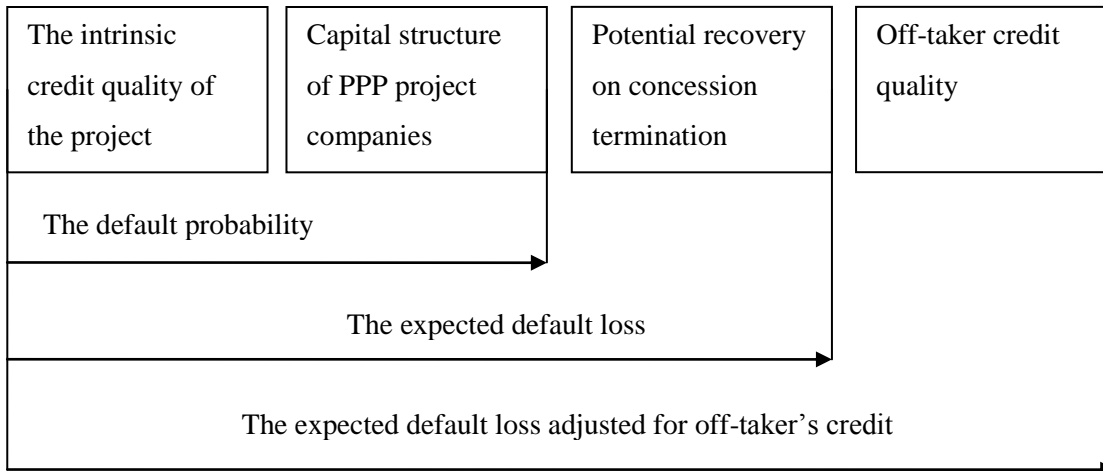 The intrinsic
credit quality of
the project
Capital structure
of PPP project
companies
Potential recovery
on concession
termination
Off-taker credit
quality
The default probability
The expected default loss
The expected default loss adjusted for off-taker’s credit